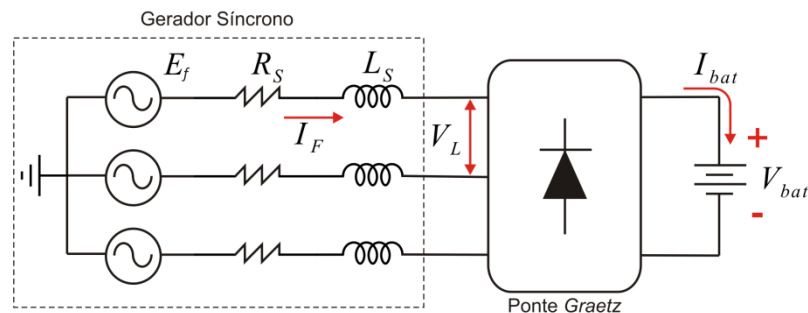 Gerador Síncrono
E_f
R_S
L_S
I_F
V_L
I_bat
+
V_bat
-
Ponte Graetz